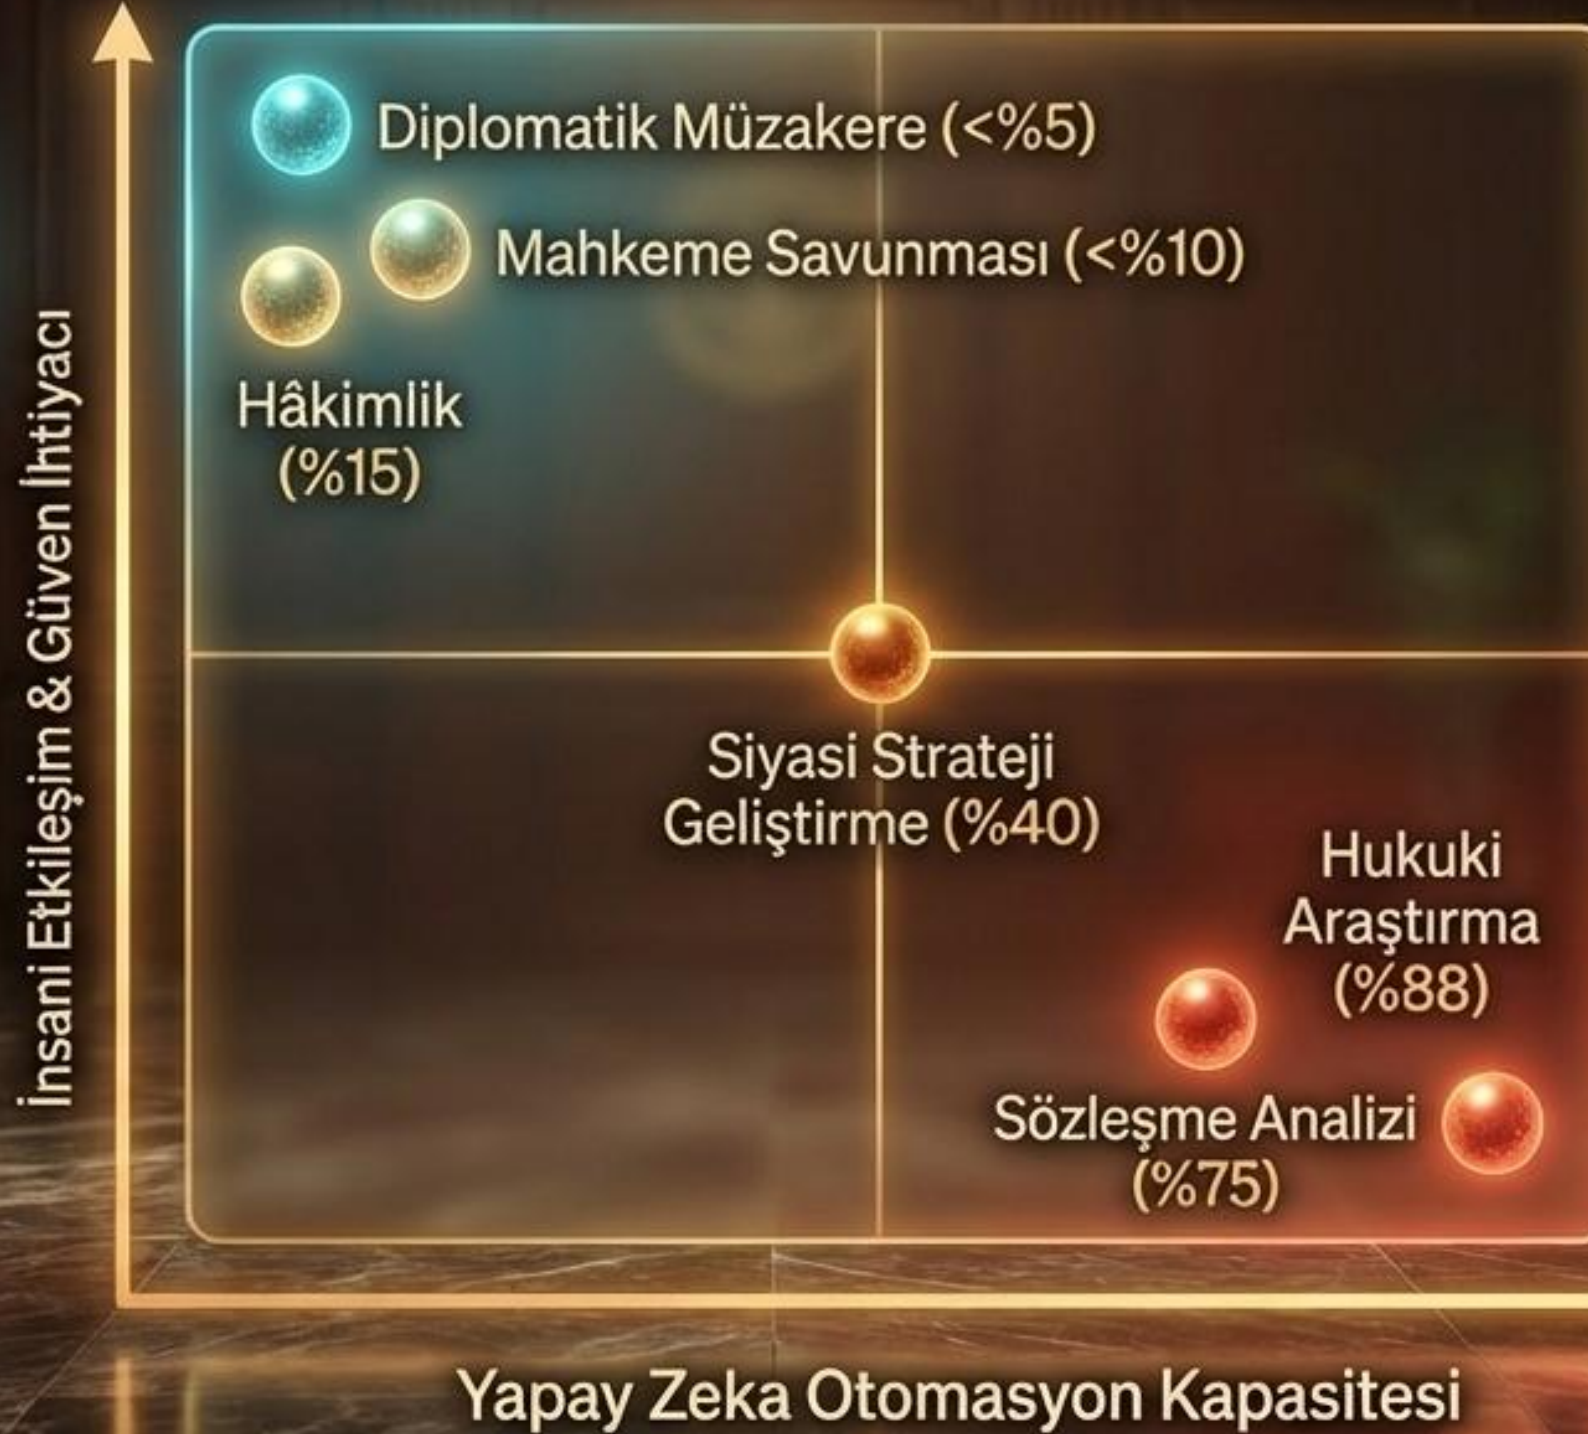 Diplomatik Müzakere (<%5)
Mahkeme Savunması (<%10)
Hâkimlik
(%15)
İnsani Etkileşim & Güven İhtiyacı
Siyasi Strateji
Geliştirme (%40)
Hukuki
Araştırma
(%88)
Sözleşme Analizi
(%75)
Yapay Zeka Otomasyon Kapasitesi